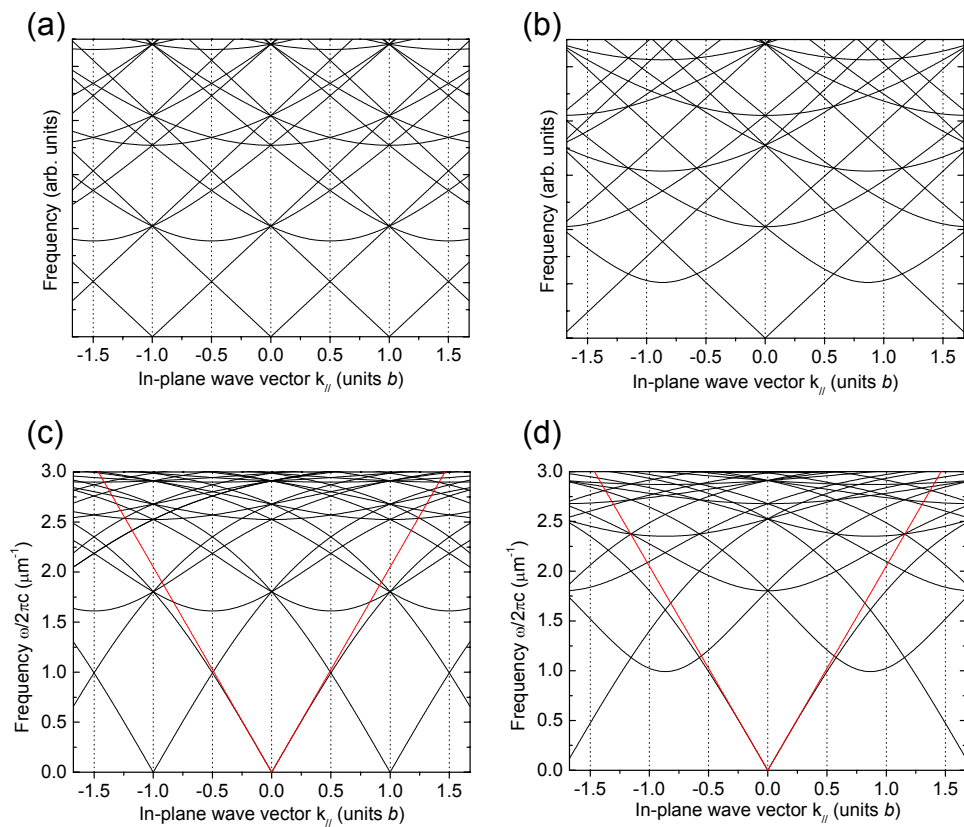 (a)
Frequency (arb. units)
-1.5 -1.0 -0.5 0.0 0.5 1.0 1.5
In-plane wave vector k// (units b)
(b)
Frequency (arb. units)
-1.5 -1.0 -0.5 0.0 0.5 1.0 1.5
In-plane wave vector k// (units b)
(c)
Frequency ω/2πc (μm⁻¹)
3.0
2.5
2.0
1.5
1.0
0.5
0.0
-1.5 -1.0 -0.5 0.0 0.5 1.0 1.5
In-plane wave vector k// (units b)
(d)
Frequency ω/2πc (μm⁻¹)
3.0
2.5
2.0
1.5
1.0
0.5
0.0
-1.5 -1.0 -0.5 0.0 0.5 1.0 1.5
In-plane wave vector k// (units b)